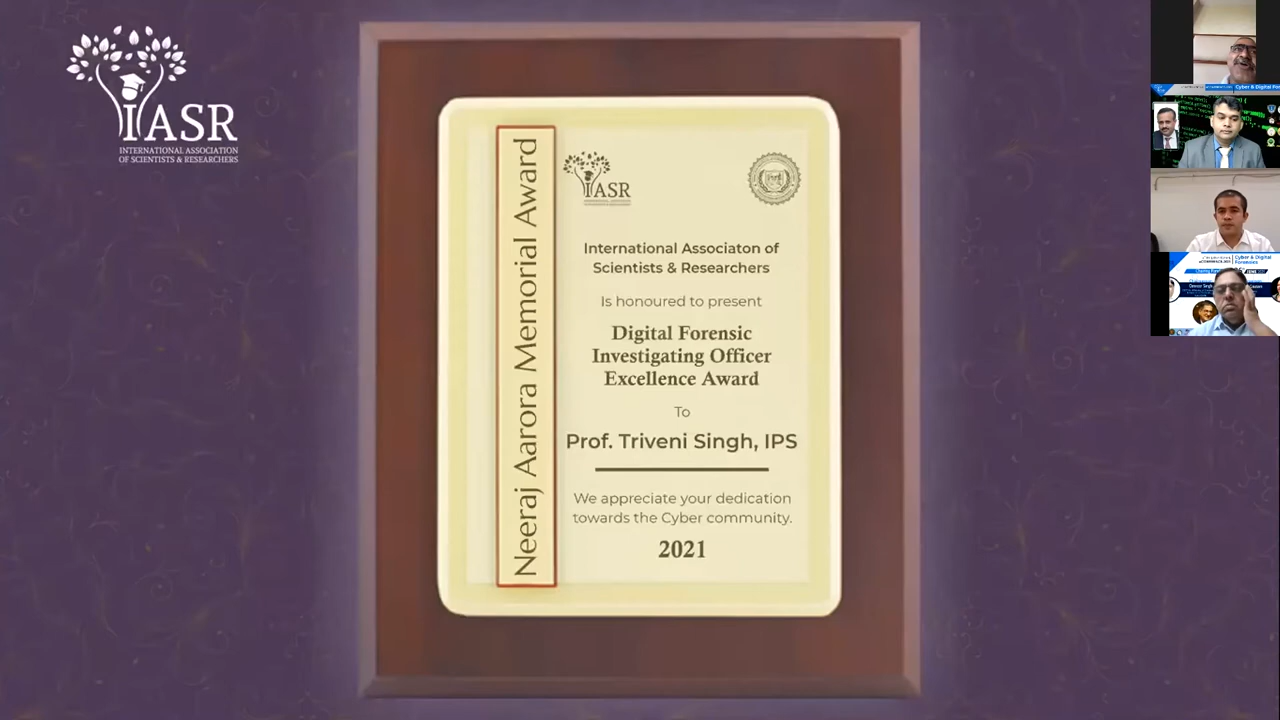 IASR
INTERNATIONAL ASSOCIATION
OF SCIENTISTS & RESEARCHERS
Neeraj Aarora Memorial Award
IASR
International Associaton of
Scientists & Researchers
Is honoured to present
Digital Forensic
Investigating Officer
Excellence Award
To
Prof. Triveni Singh, IPS
We appreciate your dedication
towards the Cyber community.
2021
Cyber & Digital
Cyber & Digital
Forensics